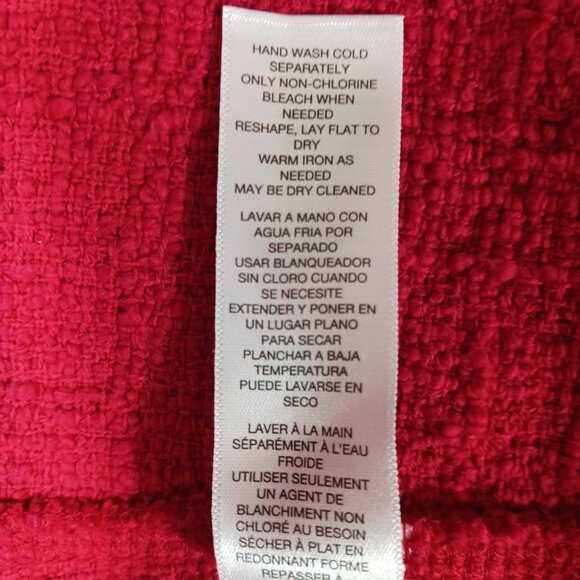 HAND WASH COLD
SEPARATELY
ONLY NON-CHLORINE
BLEACH WHEN
NEEDED
RESHAPE, LAY FLAT TO
DRY
WARM IRON AS
NEEDED
MAY BE DRY CLEANED
LAVAR A MANO CON
AGUA FRIA POR
SEPARADO
USAR BLANQUEADOR
SIN CLORO CUANDO
SE NECESITE
EXTENDER Y PONER EN
UN LUGAR PLANO
PARA SECAR
PLANCHAR A BAJA
TEMPERATURA
PUEDE LAVARSE EN
SECO
LAVER À LA MAIN
SÉPARÉMENT À L'EAU
FROIDE
UTILISER SEULEMENT
UN AGENT DE
BLANCHIMENT NON
CHLORÉ AU BESOIN
SÉCHER À PLAT EN
REDONNANT FORME
REPASSER À